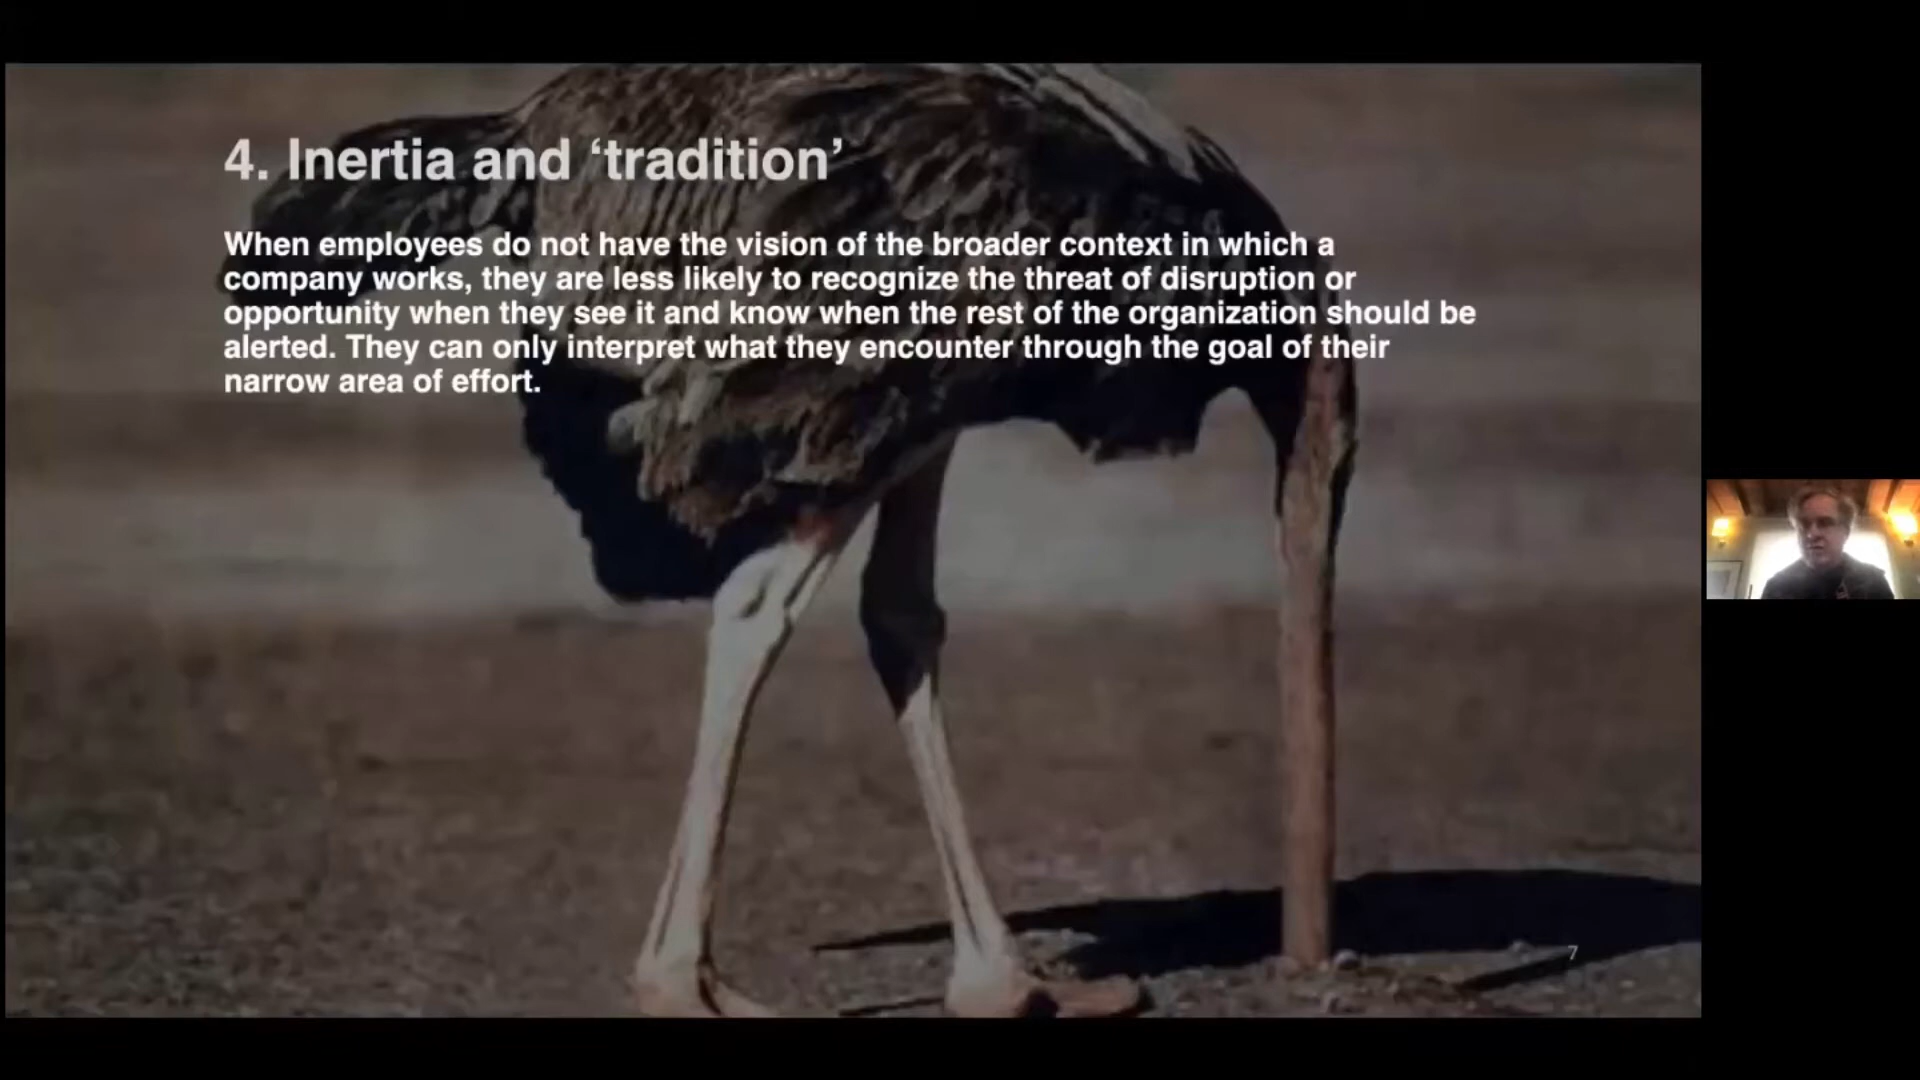 4. Inertia and ‘tradition’
When employees do not have the vision of the broader context in which a
company works, they are less likely to recognize the threat of disruption or
opportunity when they see it and know when the rest of the organization should be
alerted. They can only interpret what they encounter through the goal of their
narrow area of effort.
7